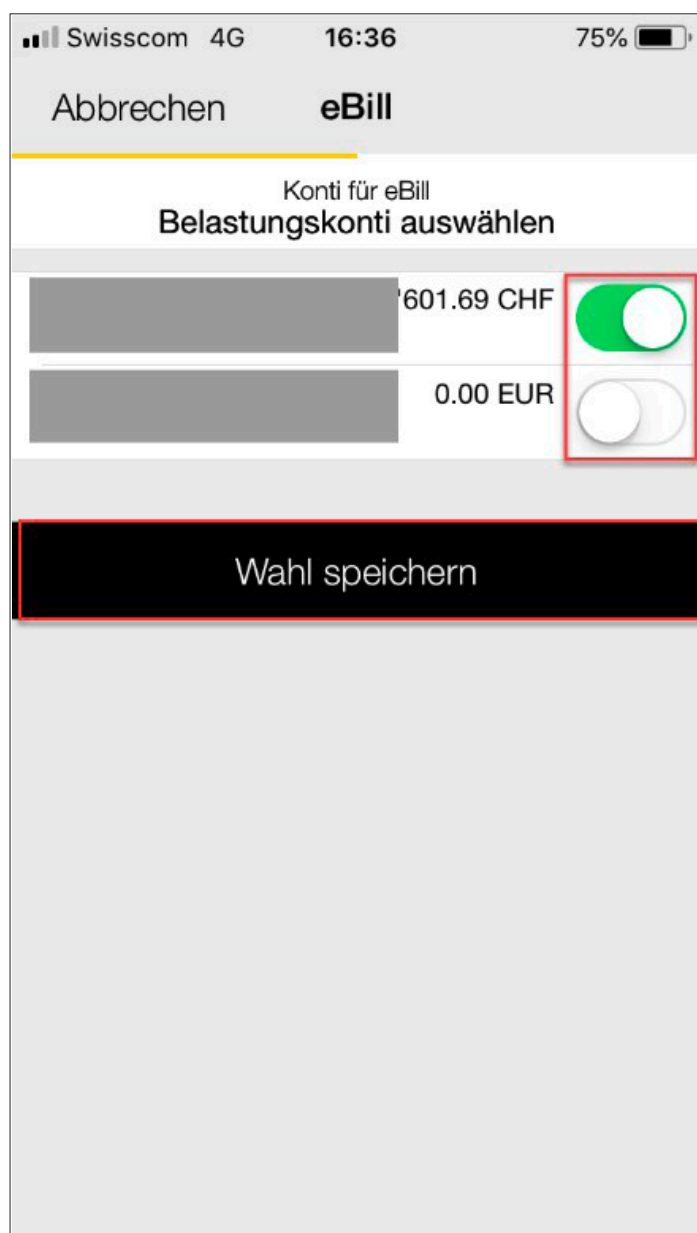 Swisscom 4G 16:36 75%
Abbrechen eBill
Konti für eBill
Belastungskonti auswählen
'601.69 CHF
0.00 EUR
Wahl speichern